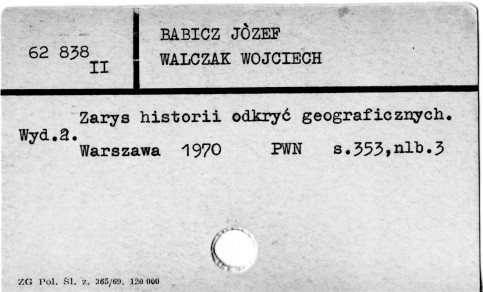 BABICZ JÒZEF
62 838
II
WALCZAK WOJCIECH
Zarys historii odkryć geograficznych.
Wyd.2.
Warszawa 1970 PWN s.353,nlb.3
ZG Pol. Śl. z. 365/69. 120 000